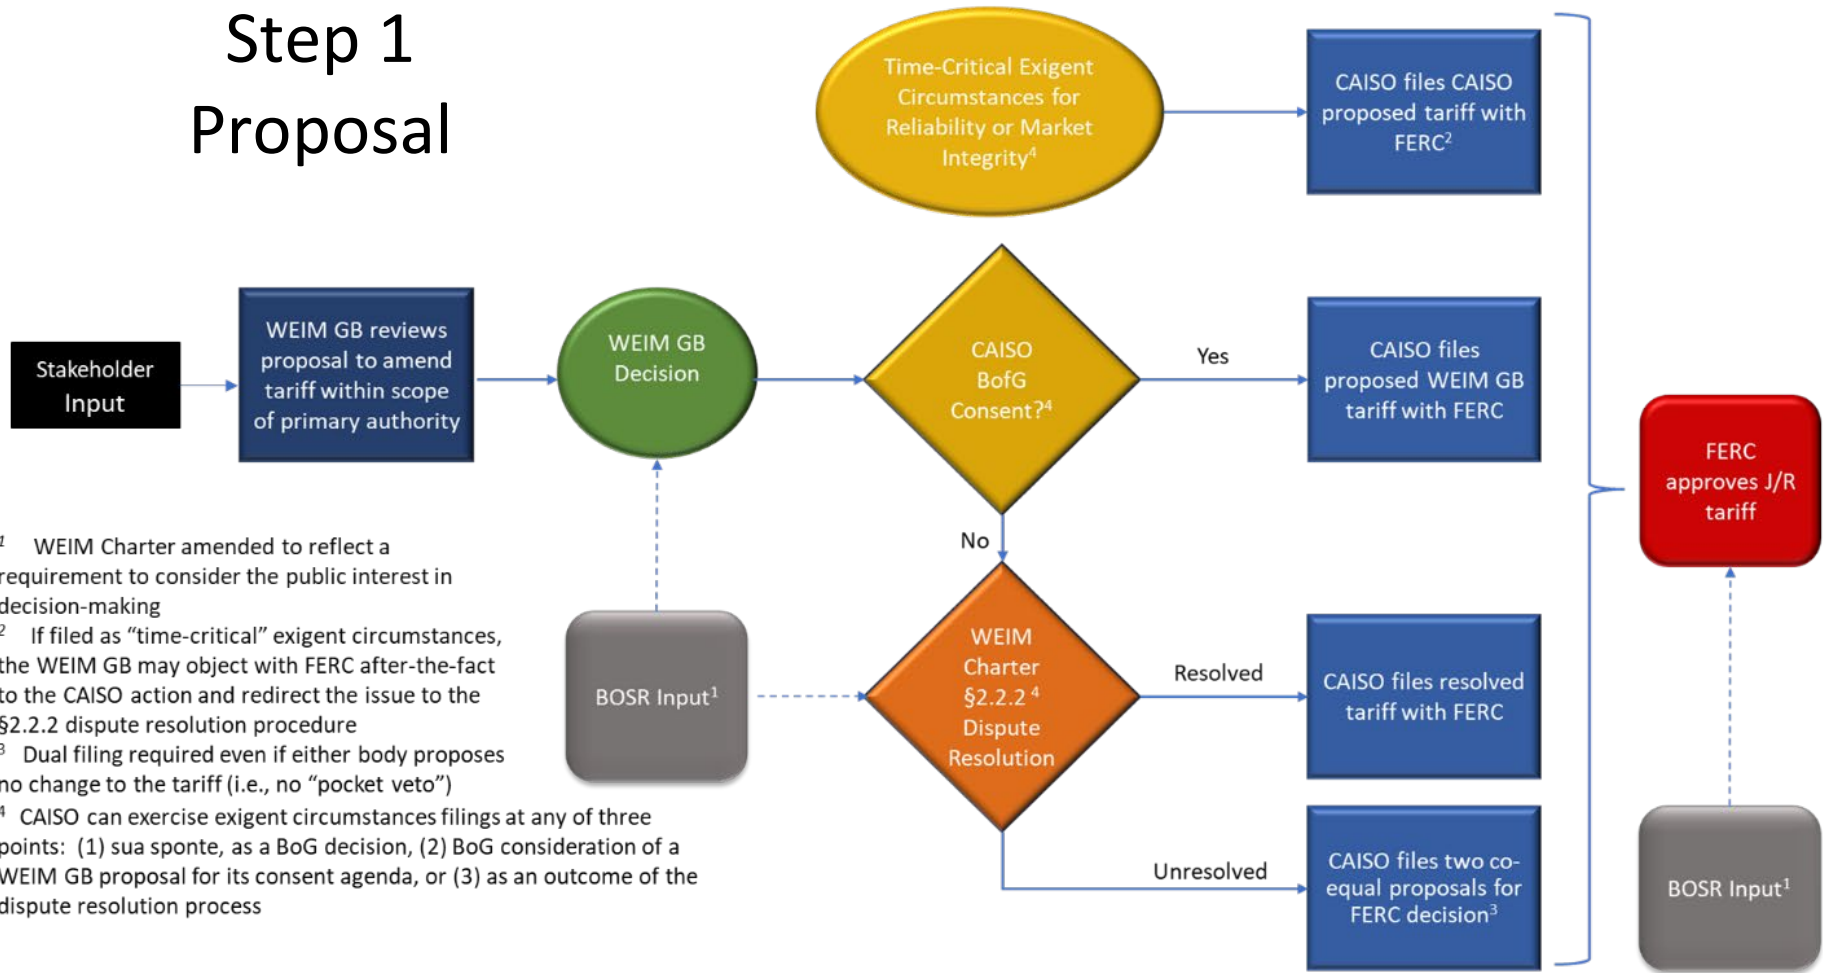 Step 1
Proposal
Time-Critical Exigent
Circumstances for
Reliability or Market
Integrity⁴
CAISO files CAISO
proposed tariff with
FERC²
Stakeholder
Input
WEIM GB reviews
proposal to amend
tariff within scope
of primary authority
WEIM GB
Decision
CAISO
BofG
Consent?⁴
Yes
CAISO files
proposed WEIM GB
tariff with FERC
FERC
approves J/R
tariff
No
BOSR Input¹
WEIM
Charter
§2.2.2 ⁴
Dispute
Resolution
Resolved
CAISO files resolved
tariff with FERC
Unresolved
CAISO files two co-
equal proposals for
FERC decision³
BOSR Input¹
¹ WEIM Charter amended to reflect a
requirement to consider the public interest in
decision-making
² If filed as “time-critical” exigent circumstances,
the WEIM GB may object with FERC after-the-fact
to the CAISO action and redirect the issue to the
§2.2.2 dispute resolution procedure
³ Dual filing required even if either body proposes
no change to the tariff (i.e., no “pocket veto”)
⁴ CAISO can exercise exigent circumstances filings at any of three
points: (1) sua sponte, as a BoG decision, (2) BoG consideration of a
WEIM GB proposal for its consent agenda, or (3) as an outcome of the
dispute resolution process